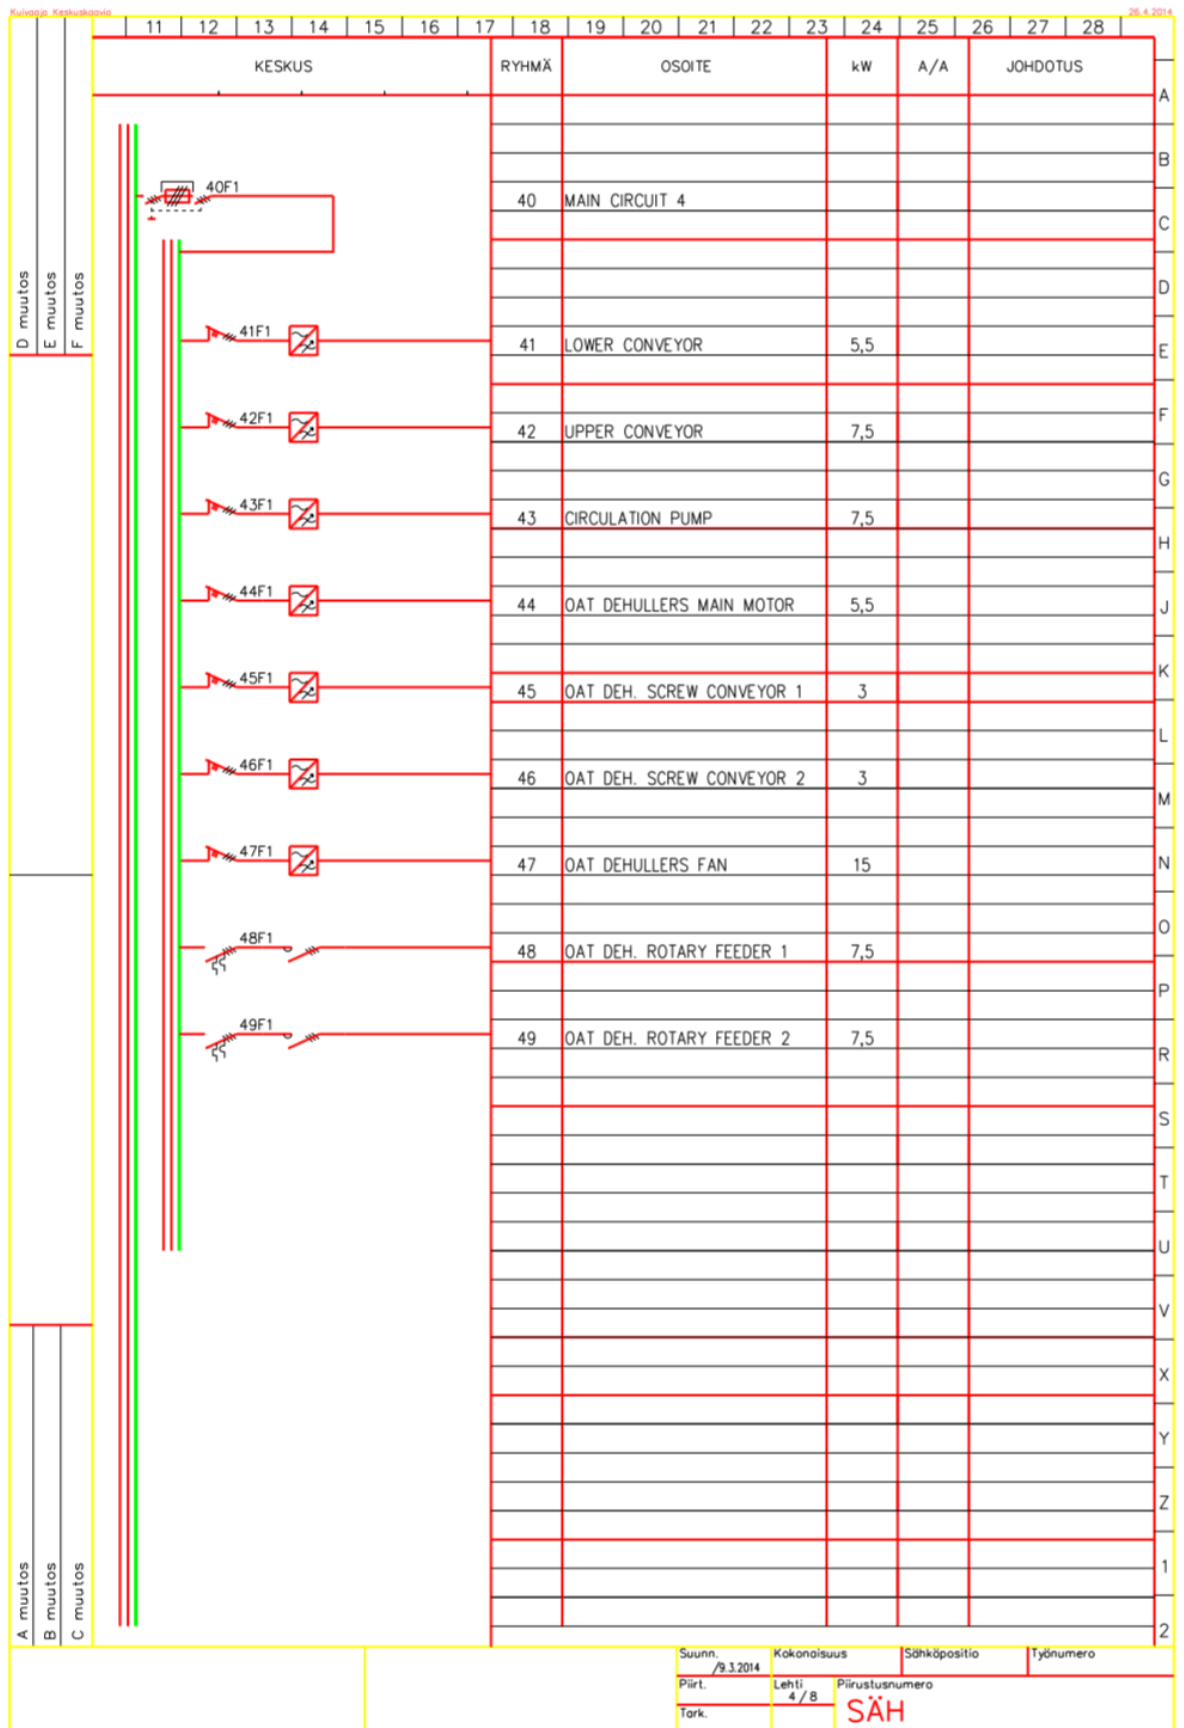 Kuivaaja Keskuskaavio 26.4.2014
11 12 13 14 15 16 17 18 19 20 21 22 23 24 25 26 27 28
KESKUS RYHMÄ OSOITE kW A/A JOHDOTUS
A
B
40F1 40 MAIN CIRCUIT 4
C
D
D muutos
E muutos
F muutos
41F1 41 LOWER CONVEYOR 5,5
E
F
42F1 42 UPPER CONVEYOR 7,5
G
43F1 43 CIRCULATION PUMP 7,5
H
44F1 44 OAT DEHULLERS MAIN MOTOR 5,5
J
K
45F1 45 OAT DEH. SCREW CONVEYOR 1 3
L
46F1 46 OAT DEH. SCREW CONVEYOR 2 3
M
47F1 47 OAT DEHULLERS FAN 15
N
O
48F1 48 OAT DEH. ROTARY FEEDER 1 7,5
P
49F1 49 OAT DEH. ROTARY FEEDER 2 7,5
R
S
T
U
V
X
Y
Z
1
A muutos
B muutos
C muutos
2
Suunn. Kokonaisuus Sähköpositio Työnumero
/9.3.2014
Piirt. Lehti Piirustusnumero
4 / 8
Tark. SÄH